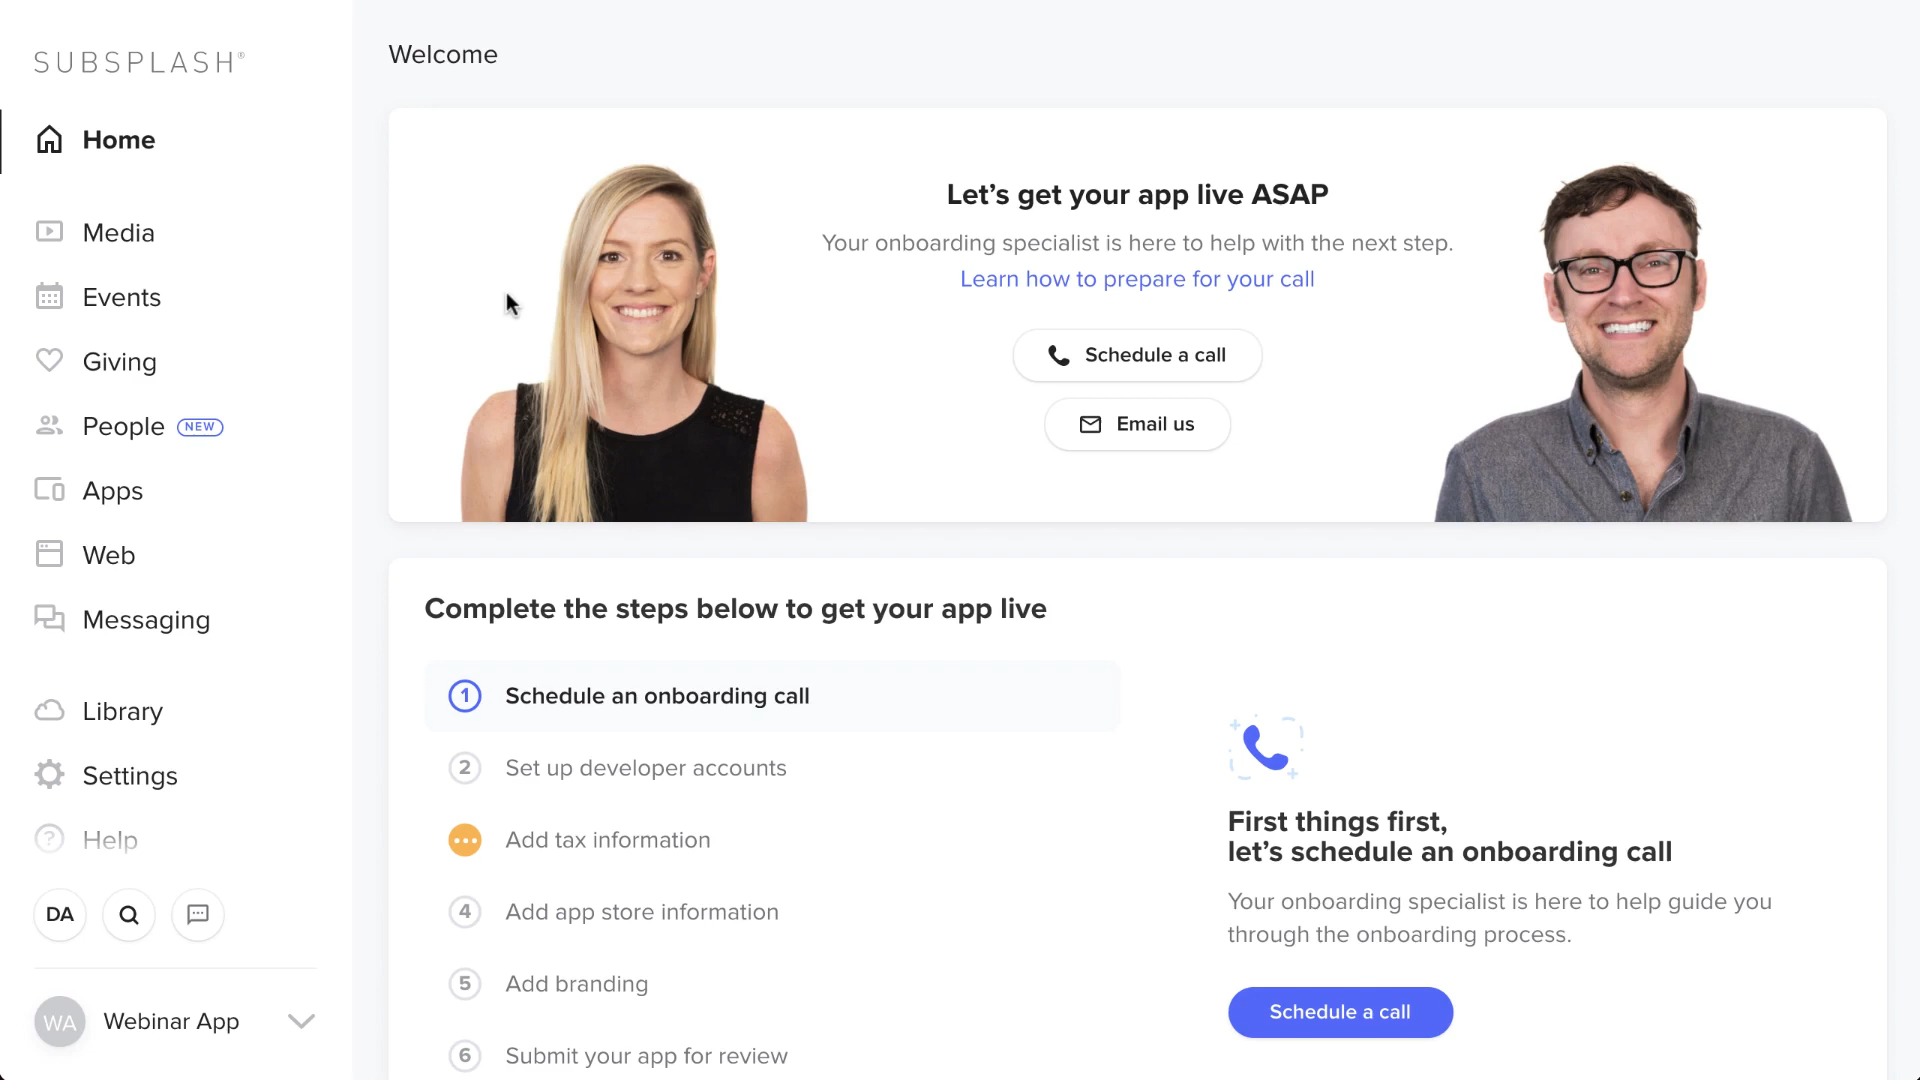 SUBSPLASH®
Home
Media
Events
Giving
People NEW
Apps
Web
Messaging
Library
Settings
Help
DA
WA Webinar App
Welcome
Let’s get your app live ASAP
Your onboarding specialist is here to help with the next step.
Learn how to prepare for your call
Schedule a call
Email us
Complete the steps below to get your app live
1 Schedule an onboarding call
2 Set up developer accounts
Add tax information
4 Add app store information
5 Add branding
6 Submit your app for review
First things first,
let’s schedule an onboarding call
Your onboarding specialist is here to help guide you
through the onboarding process.
Schedule a call